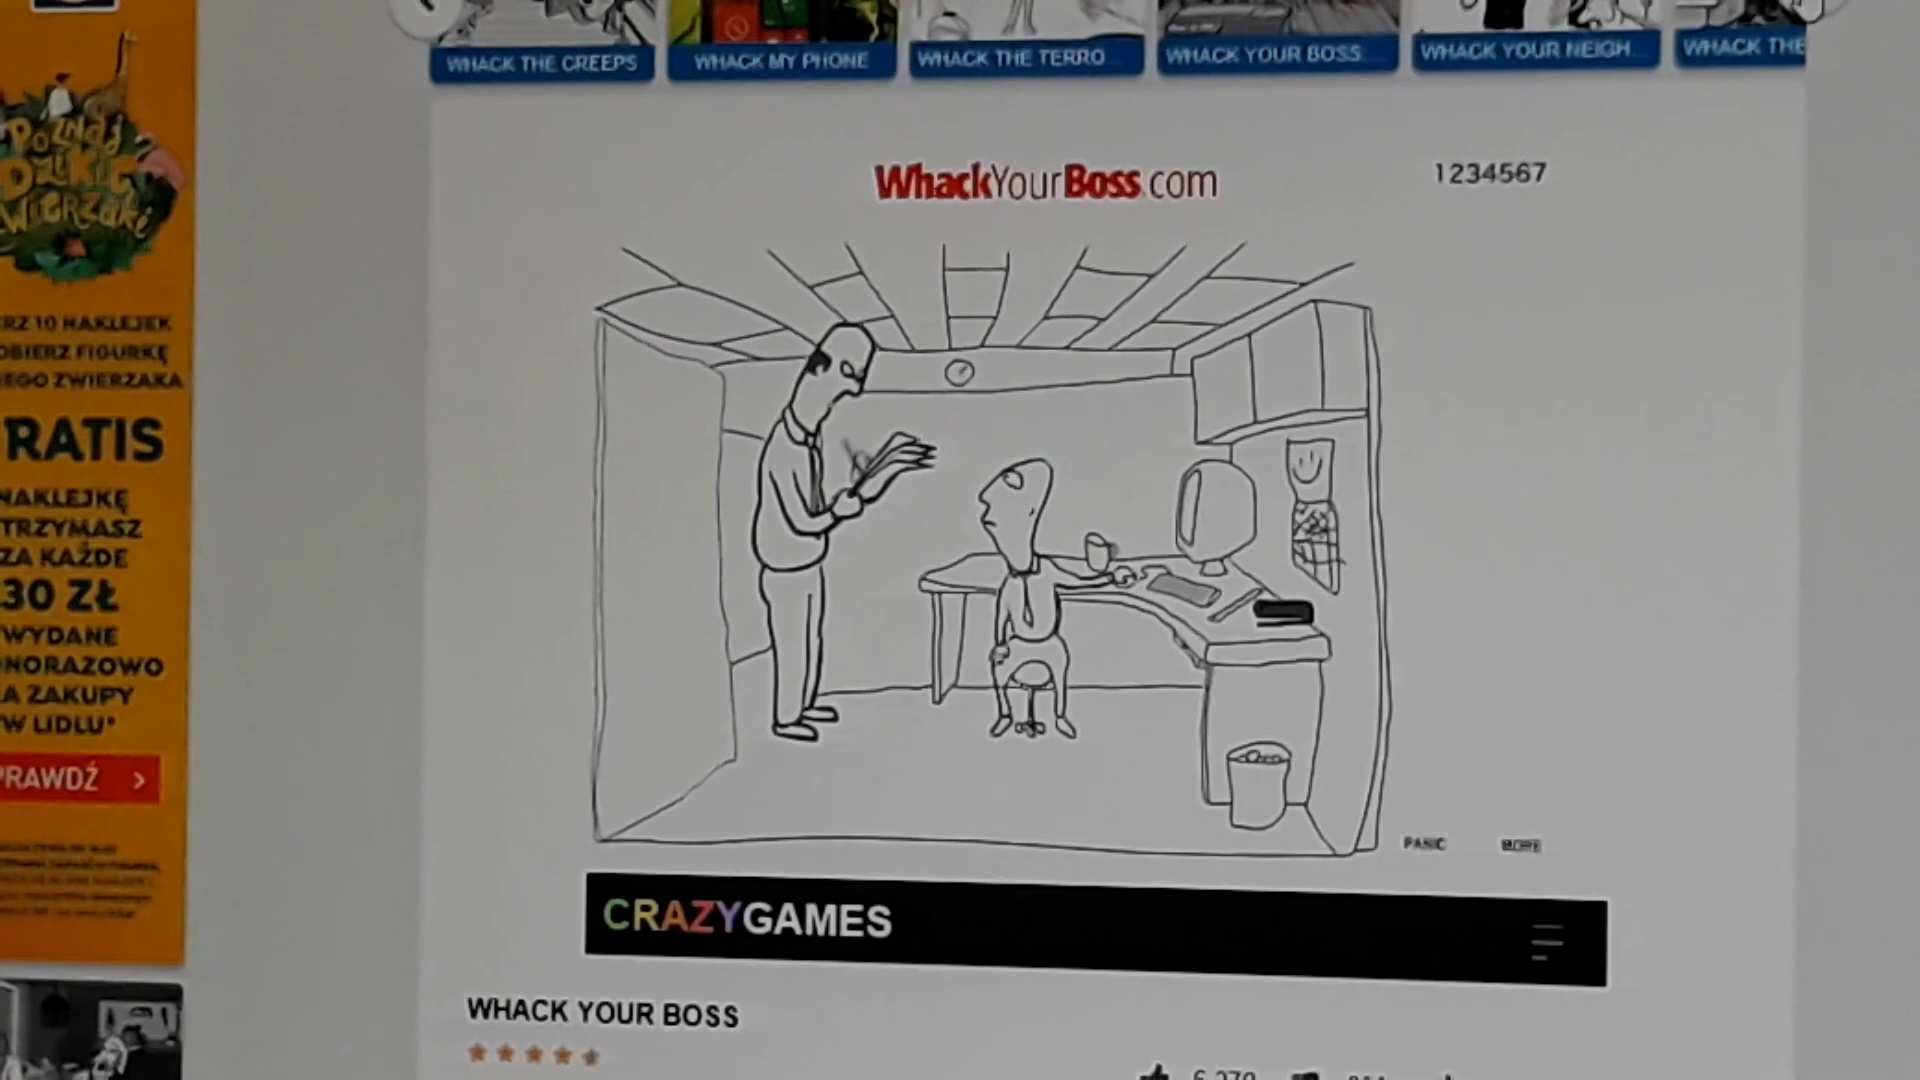 WHACK THE CREEPS
WHACK MY PHONE
WHACK THE TERRO...
WHACK YOUR BOSS...
WHACK YOUR NEIGH...
WHACK THE
WhackYourBoss.com
1234567
POZNAJ
DZIKIE
ZWIERZAKI
RZ 10 NAKLEJEK
OBIERZ FIGURKĘ
EGO ZWIERZAKA
RATIS
NAKLEJKĘ
TRZYMASZ
ZA KAŻDE
30 ZŁ
WYDANE
NORAZOWO
A ZAKUPY
W LIDLU*
PRAWDŹ >
PANIC
MORE
CRAZYGAMES
WHACK YOUR BOSS